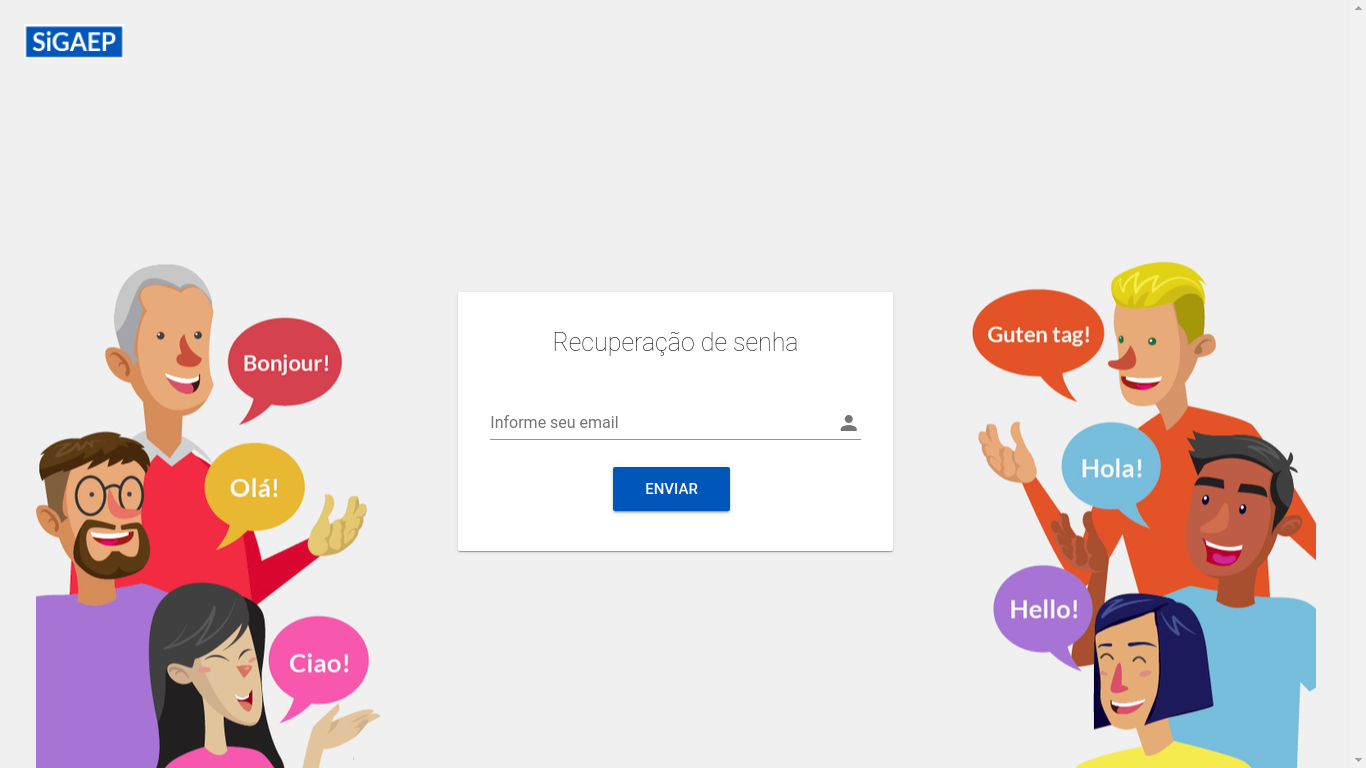 SiGAEP
Bonjour!
Olá!
Ciao!
Recuperação de senha
Informe seu email
ENVIAR
Guten tag!
Hola!
Hello!